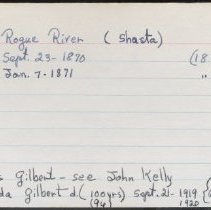 Rogue River ( Shasta)
Sept. 23 - 1870 (18
Jan. 7 - 1871 "
s Gilbert - see John Kelly
da Gilbert d. (100 yrs) Sept. 21 - 1919
(94) 1920